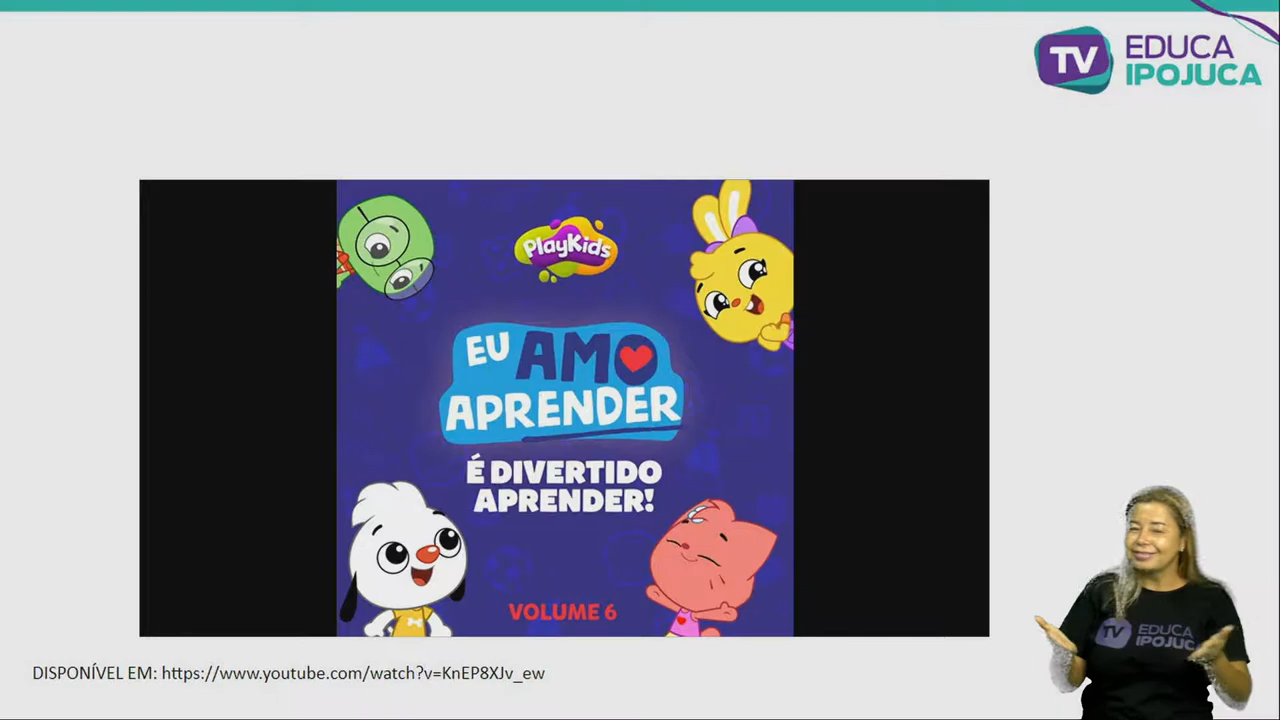 TV EDUCA
IPOJUCA
PlayKids
EU AMO
APRENDER
É DIVERTIDO
APRENDER!
VOLUME 6
TV EDUCA
IPOJUCA
DISPONÍVEL EM: https://www.youtube.com/watch?v=KnEP8XJv_ew